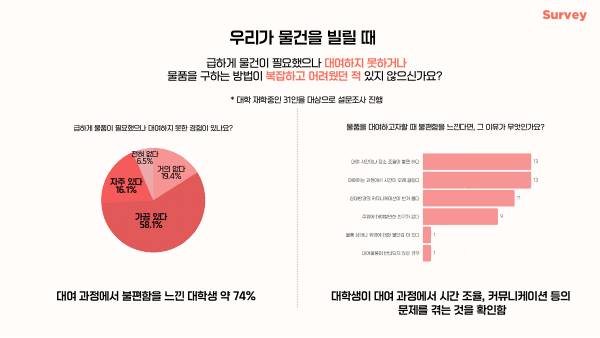 Survey
우리가 물건을 빌릴 때
급하게 물건이 필요했으나 대여하지 못하거나
물품을 구하는 방법이 복잡하고 어려웠던 적 있지 않으신가요?
* 대학 재학중인 31인을 대상으로 설문조사 진행
급하게 물품이 필요했으나 대여하지 못한 경험이 있나요?
전혀 없다
6.5%
거의 없다
19.4%
자주 있다
16.1%
가끔 있다
58.1%
대여 과정에서 불편함을 느낀 대학생 약 74%
물품을 대여하고자할 때 불편함을 느낀다면, 그 이유가 무엇인가요?
13
13
11
9
1
1
대학생이 대여 과정에서 시간 조율, 커뮤니케이션 등의
문제를 겪는 것을 확인함